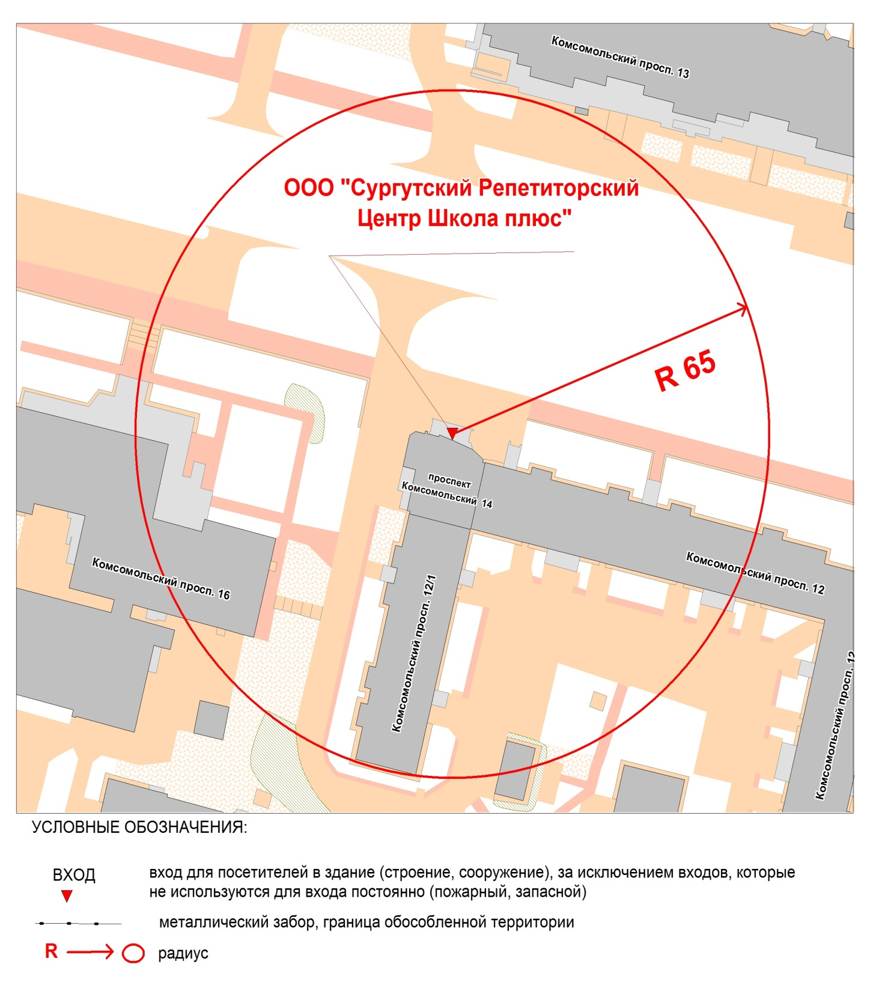 Комсомольский просп. 13
ООО "Сургутский Репетиторский
Центр Школа плюс"
R 65
проспект
Комсомольский 14
Комсомольский просп. 12
Комсомольский просп. 16
Комсомольский просп. 12/1
Комсомольский просп. 12
УСЛОВНЫЕ ОБОЗНАЧЕНИЯ:
ВХОД
вход для посетителей в здание (строение, сооружение), за исключением входов, которые
не используются для входа постоянно (пожарный, запасной)
металлический забор, граница обособленной территории
R
радиус